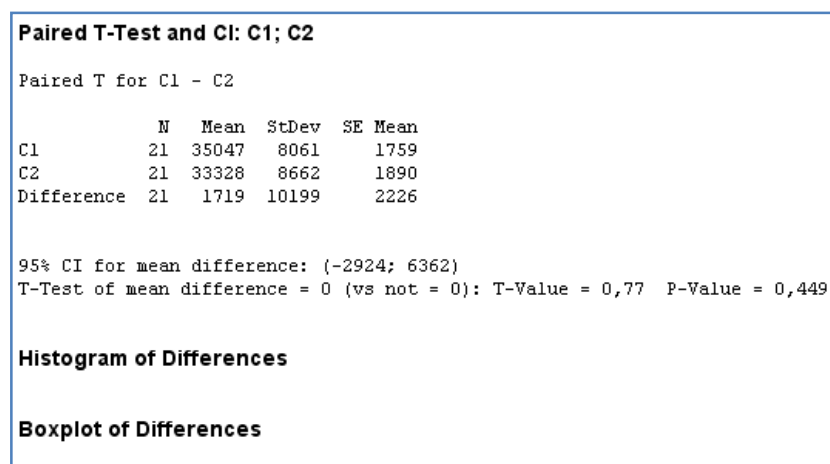 Paired T-Test and CI: C1; C2
Paired T for C1 - C2
N Mean StDev SE Mean
C1 21 35047 8061 1759
C2 21 33328 8662 1890
Difference 21 1719 10199 2226
95% CI for mean difference: (-2924; 6362)
T-Test of mean difference = 0 (vs not = 0): T-Value = 0,77 P-Value = 0,449
Histogram of Differences
Boxplot of Differences